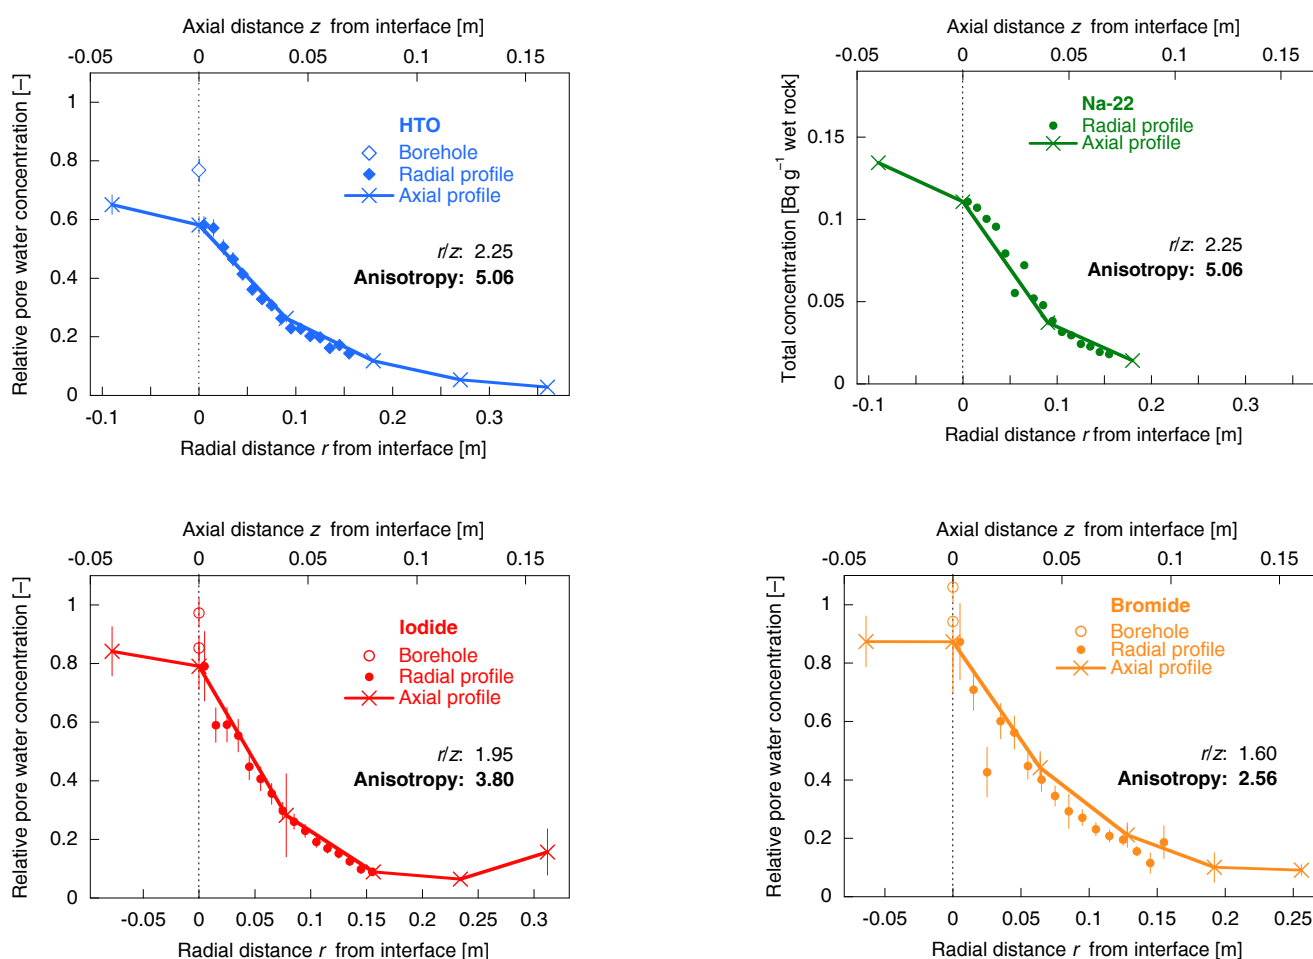 Axial distance z from interface [m]
-0.05 0 0.05 0.1 0.15
Relative pore water concentration [–]
1
0.8
0.6
0.4
0.2
0
HTO
Borehole
Radial profile
Axial profile
r/z: 2.25
Anisotropy: 5.06
-0.1 0 0.1 0.2 0.3
Radial distance r from interface [m]
Axial distance z from interface [m]
-0.05 0 0.05 0.1 0.15
Total concentration [Bq g⁻¹ wet rock]
0.15
0.1
0.05
0
Na-22
Radial profile
Axial profile
r/z: 2.25
Anisotropy: 5.06
-0.1 0 0.1 0.2 0.3
Radial distance r from interface [m]
Axial distance z from interface [m]
-0.05 0 0.05 0.1 0.15
Relative pore water concentration [–]
1
0.8
0.6
0.4
0.2
0
Iodide
Borehole
Radial profile
Axial profile
r/z: 1.95
Anisotropy: 3.80
-0.05 0 0.05 0.1 0.15 0.2 0.25 0.3
Radial distance r from interface [m]
Axial distance z from interface [m]
-0.05 0 0.05 0.1 0.15
Relative pore water concentration [–]
1
0.8
0.6
0.4
0.2
0
Bromide
Borehole
Radial profile
Axial profile
r/z: 1.60
Anisotropy: 2.56
-0.05 0 0.05 0.1 0.15 0.2 0.25
Radial distance r from interface [m]